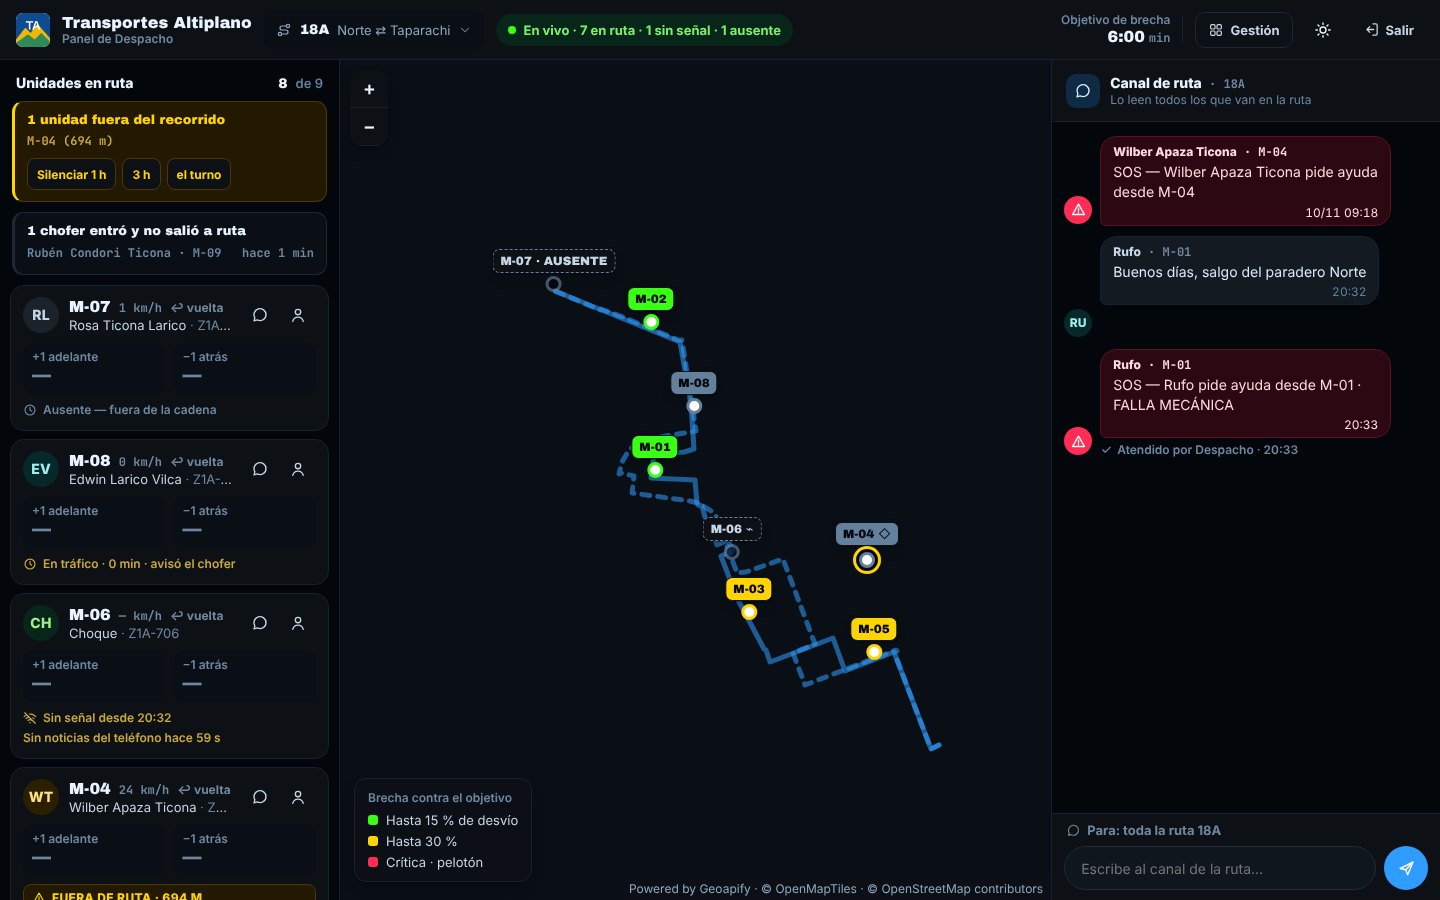 TA
Transportes Altiplano
Panel de Despacho
18A Norte ⇄ Taparachi
En vivo · 7 en ruta · 1 sin señal · 1 ausente
Objetivo de brecha
6:00 min
Gestión
Salir
Unidades en ruta
8 de 9
1 unidad fuera del recorrido
M-04 (694 m)
Silenciar 1 h
3 h
el turno
1 chofer entró y no salió a ruta
Rubén Condori Ticona · M-09 hace 1 min
RL
M-07 1 km/h ↩ vuelta
Rosa Ticona Larico · Z1A...
+1 adelante
—
−1 atrás
—
Ausente — fuera de la cadena
EV
M-08 0 km/h ↩ vuelta
Edwin Larico Vilca · Z1A-...
+1 adelante
—
−1 atrás
—
En tráfico · 0 min · avisó el chofer
CH
M-06 — km/h ↩ vuelta
Choque · Z1A-706
+1 adelante
—
−1 atrás
—
Sin señal desde 20:32
Sin noticias del teléfono hace 59 s
WT
M-04 24 km/h ↩ vuelta
Wilber Apaza Ticona · Z...
+1 adelante
—
−1 atrás
—
FUERA DE RUTA · 694 M
+
−
M-07 · AUSENTE
M-02
M-08
M-01
M-06
M-04 ◇
M-03
M-05
Brecha contra el objetivo
Hasta 15 % de desvío
Hasta 30 %
Crítica · pelotón
Powered by Geoapify · © OpenMapTiles · © OpenStreetMap contributors
Canal de ruta · 18A
Lo leen todos los que van en la ruta
Wilber Apaza Ticona · M-04
SOS — Wilber Apaza Ticona pide ayuda
desde M-04
10/11 09:18
Rufo · M-01
Buenos días, salgo del paradero Norte
20:32
RU
Rufo · M-01
SOS — Rufo pide ayuda desde M-01 ·
FALLA MECÁNICA
20:33
✓ Atendido por Despacho · 20:33
Para: toda la ruta 18A
Escribe al canal de la ruta...